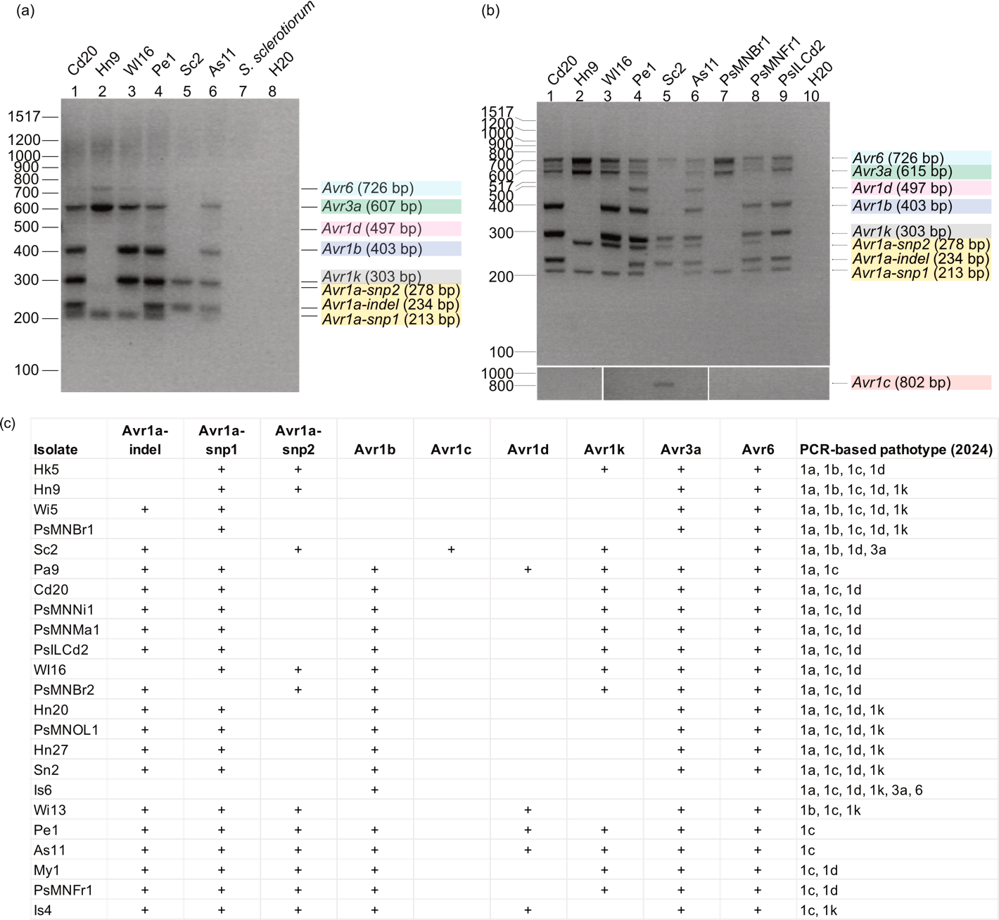 (a)
Cd20 Hn9 WI16 Pe1 Sc2 As11 S. sclerotiorum H20
1 2 3 4 5 6 7 8
1517
1200
1000
900
800
700
600
500
400
300
200
100
Avr6 (726 bp)
Avr3a (607 bp)
Avr1d (497 bp)
Avr1b (403 bp)
Avr1k (303 bp)
Avr1a-snp2 (278 bp)
Avr1a-indel (234 bp)
Avr1a-snp1 (213 bp)
(b)
Cd20 Hn9 WI16 Pe1 Sc2 As11 PsMNBr1 PsMNFr1 PsILCd2 H20
1 2 3 4 5 6 7 8 9 10
1517
1200
1000
900
800
700
600
517
500
400
300
200
100
1000
800
Avr6 (726 bp)
Avr3a (615 bp)
Avr1d (497 bp)
Avr1b (403 bp)
Avr1k (303 bp)
Avr1a-snp2 (278 bp)
Avr1a-indel (234 bp)
Avr1a-snp1 (213 bp)
Avr1c (802 bp)
(c)
Isolate Avr1a-indel Avr1a-snp1 Avr1a-snp2 Avr1b Avr1c Avr1d Avr1k Avr3a Avr6 PCR-based pathotype (2024)
Hk5 + + + + + 1a, 1b, 1c, 1d
Hn9 + + + + 1a, 1b, 1c, 1d, 1k
Wi5 + + + + 1a, 1b, 1c, 1d, 1k
PsMNBr1 + + + 1a, 1b, 1c, 1d, 1k
Sc2 + + + + + 1a, 1b, 1d, 3a
Pa9 + + + + + + + 1a, 1c
Cd20 + + + + + + 1a, 1c, 1d
PsMNNi1 + + + + + + 1a, 1c, 1d
PsMNMa1 + + + + + + 1a, 1c, 1d
PsILCd2 + + + + + + 1a, 1c, 1d
WI16 + + + + + + 1a, 1c, 1d
PsMNBr2 + + + + + + 1a, 1c, 1d
Hn20 + + + + + 1a, 1c, 1d, 1k
PsMNOL1 + + + + + 1a, 1c, 1d, 1k
Hn27 + + + + + 1a, 1c, 1d, 1k
Sn2 + + + + + 1a, 1c, 1d, 1k
Is6 + 1a, 1c, 1d, 1k, 3a, 6
Wi13 + + + + + + 1b, 1c, 1k
Pe1 + + + + + + + + 1c
As11 + + + + + + + + 1c
My1 + + + + + + + 1c, 1d
PsMNFr1 + + + + + + + 1c, 1d
Is4 + + + + + + + 1c, 1k